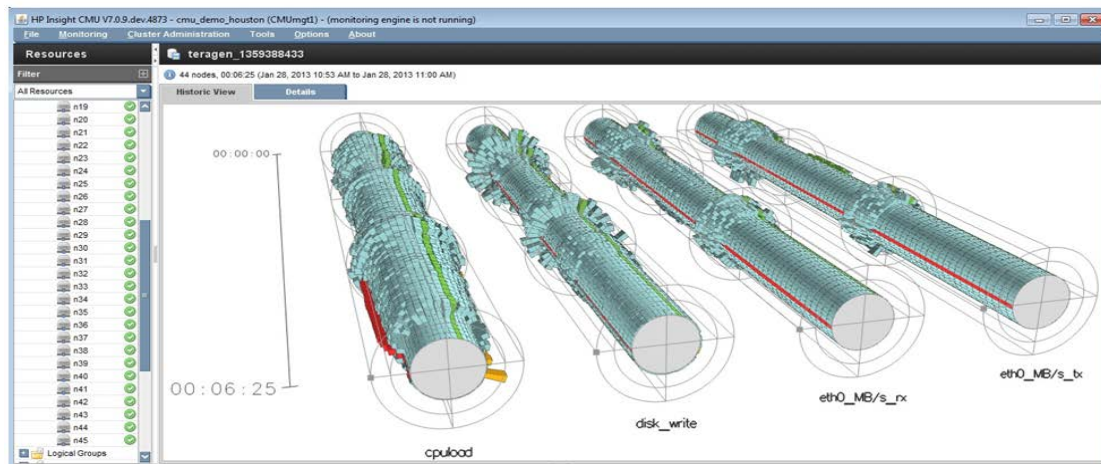 HP Insight CMU V7.0.9.dev.4873 - cmu_demo_houston (CMUmgt1) - (monitoring engine is not running)
File Monitoring Cluster Administration Tools Options About
Resources
teragen_1359388433
Filter
44 nodes, 00:06:25 (Jan 28, 2013 10:53 AM to Jan 28, 2013 11:00 AM)
All Resources
Historic View Details
n19
n20
n21
n22
n23
n24
n25
n26
n27
n28
n29
n30
n31
n32
n33
n34
n35
n36
n37
n38
n39
n40
n41
n42
n43
n44
n45
Logical Groups
00:00:00
00:06:25
cpuload
disk_write
eth0_MB/s_rx
eth0_MB/s_tx